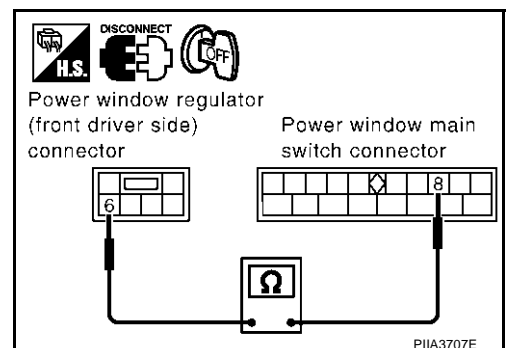 DISCONNECT
H.S.
OFF
Power window regulator
(front driver side)
connector
Power window main
switch connector
6
8
Ω
PIIA3707E